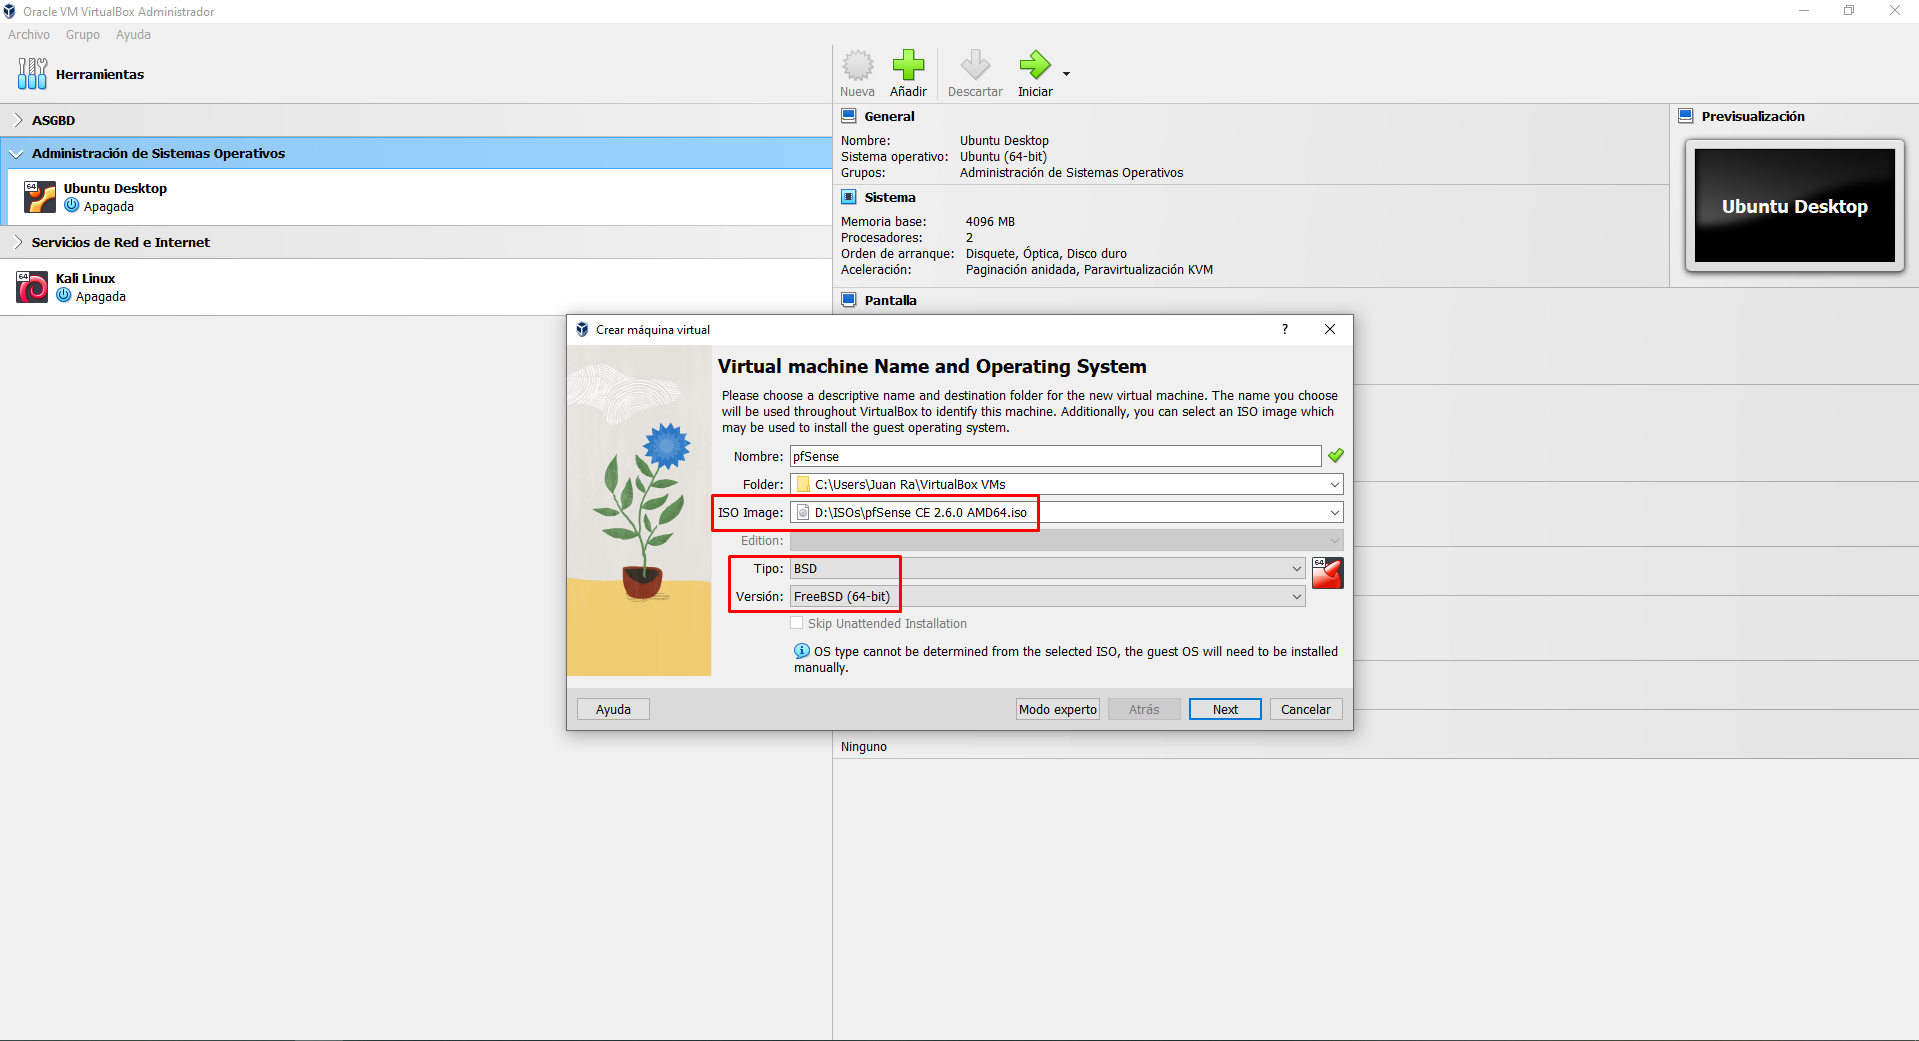 Oracle VM VirtualBox Administrador
Archivo Grupo Ayuda
Herramientas
Nueva Añadir Descartar Iniciar
ASGBD
Administración de Sistemas Operativos
64
Ubuntu Desktop
Apagada
Servicios de Red e Internet
64
Kali Linux
Apagada
General
Nombre: Ubuntu Desktop
Sistema operativo: Ubuntu (64-bit)
Grupos: Administración de Sistemas Operativos
Sistema
Memoria base: 4096 MB
Procesadores: 2
Orden de arranque: Disquete, Óptica, Disco duro
Aceleración: Paginación anidada, Paravirtualización KVM
Pantalla
Previsualización
Ubuntu Desktop
Crear máquina virtual
?
Virtual machine Name and Operating System
Please choose a descriptive name and destination folder for the new virtual machine. The name you choose
will be used throughout VirtualBox to identify this machine. Additionally, you can select an ISO image which
may be used to install the guest operating system.
Nombre: pfSense
Folder: C:\Users\Juan Ra\VirtualBox VMs
ISO Image: D:\ISOs\pfSense CE 2.6.0 AMD64.iso
Edition:
Tipo: BSD
64
Versión: FreeBSD (64-bit)
Skip Unattended Installation
OS type cannot be determined from the selected ISO, the guest OS will need to be installed
manually.
Ayuda Modo experto Atrás Next Cancelar
Ninguno